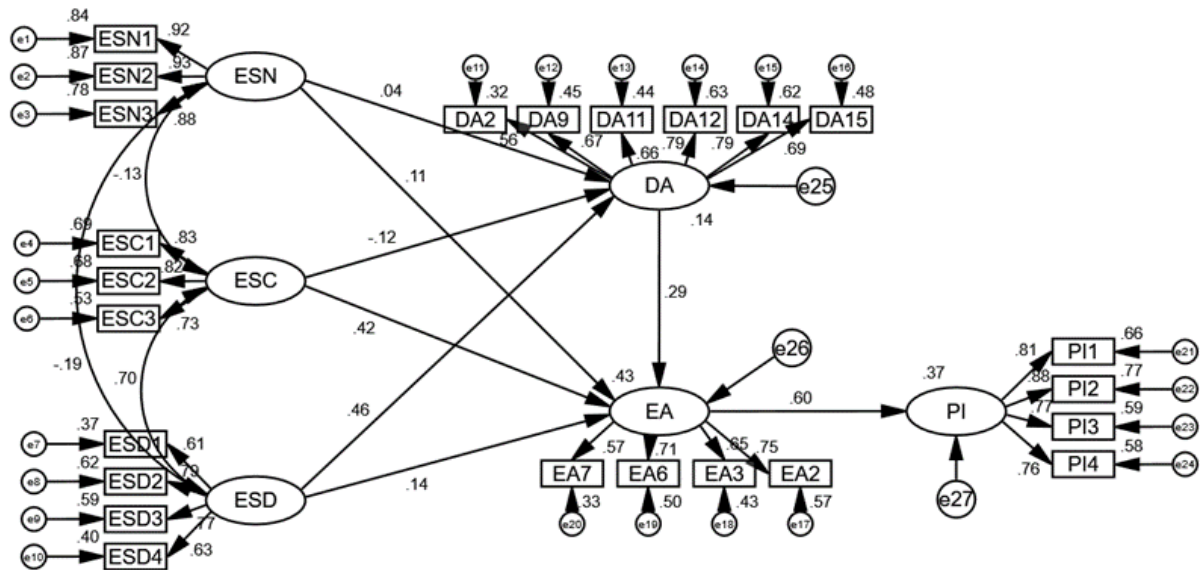 .84
e1
ESN1
.92
.87
e2
ESN2
.93
ESN
.78
e3
ESN3
.88
.04
.11
-.13
e11
e12
e13
e14
e15
e16
.32
.45
.44
.63
.62
.48
DA2
DA9
DA11
DA12
DA14
DA15
.56
.67
.66
.79
.79
.69
DA
e25
.14
.69
e4
ESC1
.83
-.12
.68
e5
ESC2
.82
ESC
.53
e6
ESC3
.73
.42
.29
-.19
.70
.46
e26
.43
EA
.60
.37
PI
e27
.81
PI1
.66
e21
.88
PI2
.77
e22
.77
PI3
.59
e23
.76
PI4
.58
e24
.37
e7
ESD1
.61
.62
e8
ESD2
.79
ESD
.14
.59
e9
ESD3
.77
.40
e10
ESD4
.63
.57
.71
.65
.75
EA7
EA6
EA3
EA2
.33
.50
.43
.57
e20
e19
e18
e17